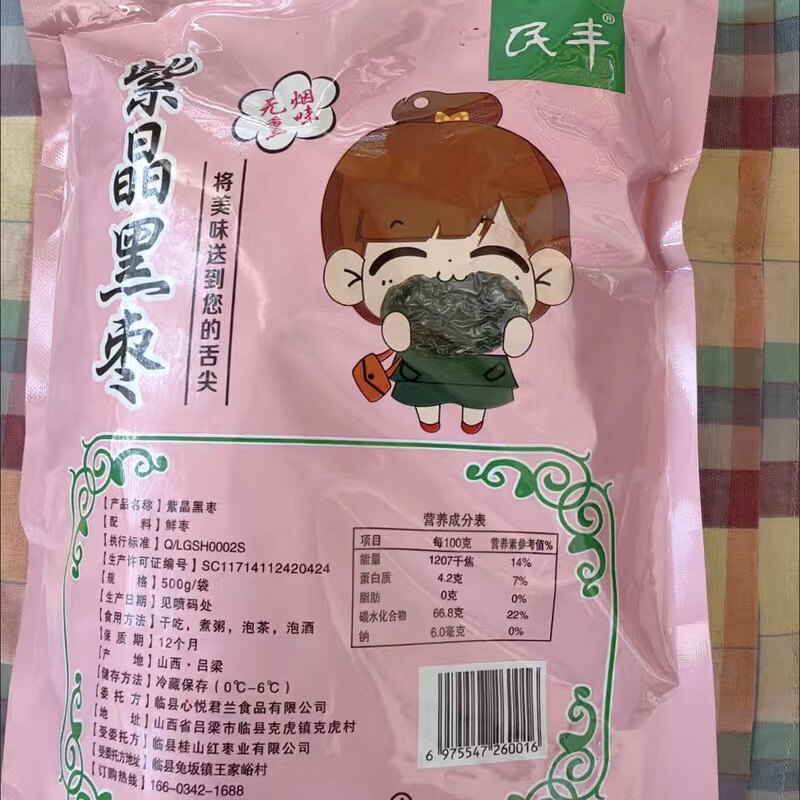 民丰®
紫晶黑枣
无烟
重味
将美味送到您的舌尖
【产品名称】紫晶黑枣
【配 料】鲜枣
【执行标准】Q/LGSH0002S
【生产许可证编号】SC11714112420424
【规 格】500g/袋
【生产日期】见喷码处
【食用方法】干吃，煮粥，泡茶，泡酒
【保 质 期】12个月
【产 地】山西·吕梁
【储存方法】冷藏保存（0℃-6℃）
【委 托 方】临县心悦君兰食品有限公司
【地 址】山西省吕梁市临县克虎镇克虎村
【受委托方】临县桂山红枣业有限公司
【受委托方地址】临县兔坂镇王家峪村
【订购热线】166-0342-1688
营养成分表
项目 每100克 营养素参考值%
能量 1207千焦 14%
蛋白质 4.2克 7%
脂肪 0克 0%
碳水化合物 66.8克 22%
钠 6.0毫克 0%
6 975547 260016